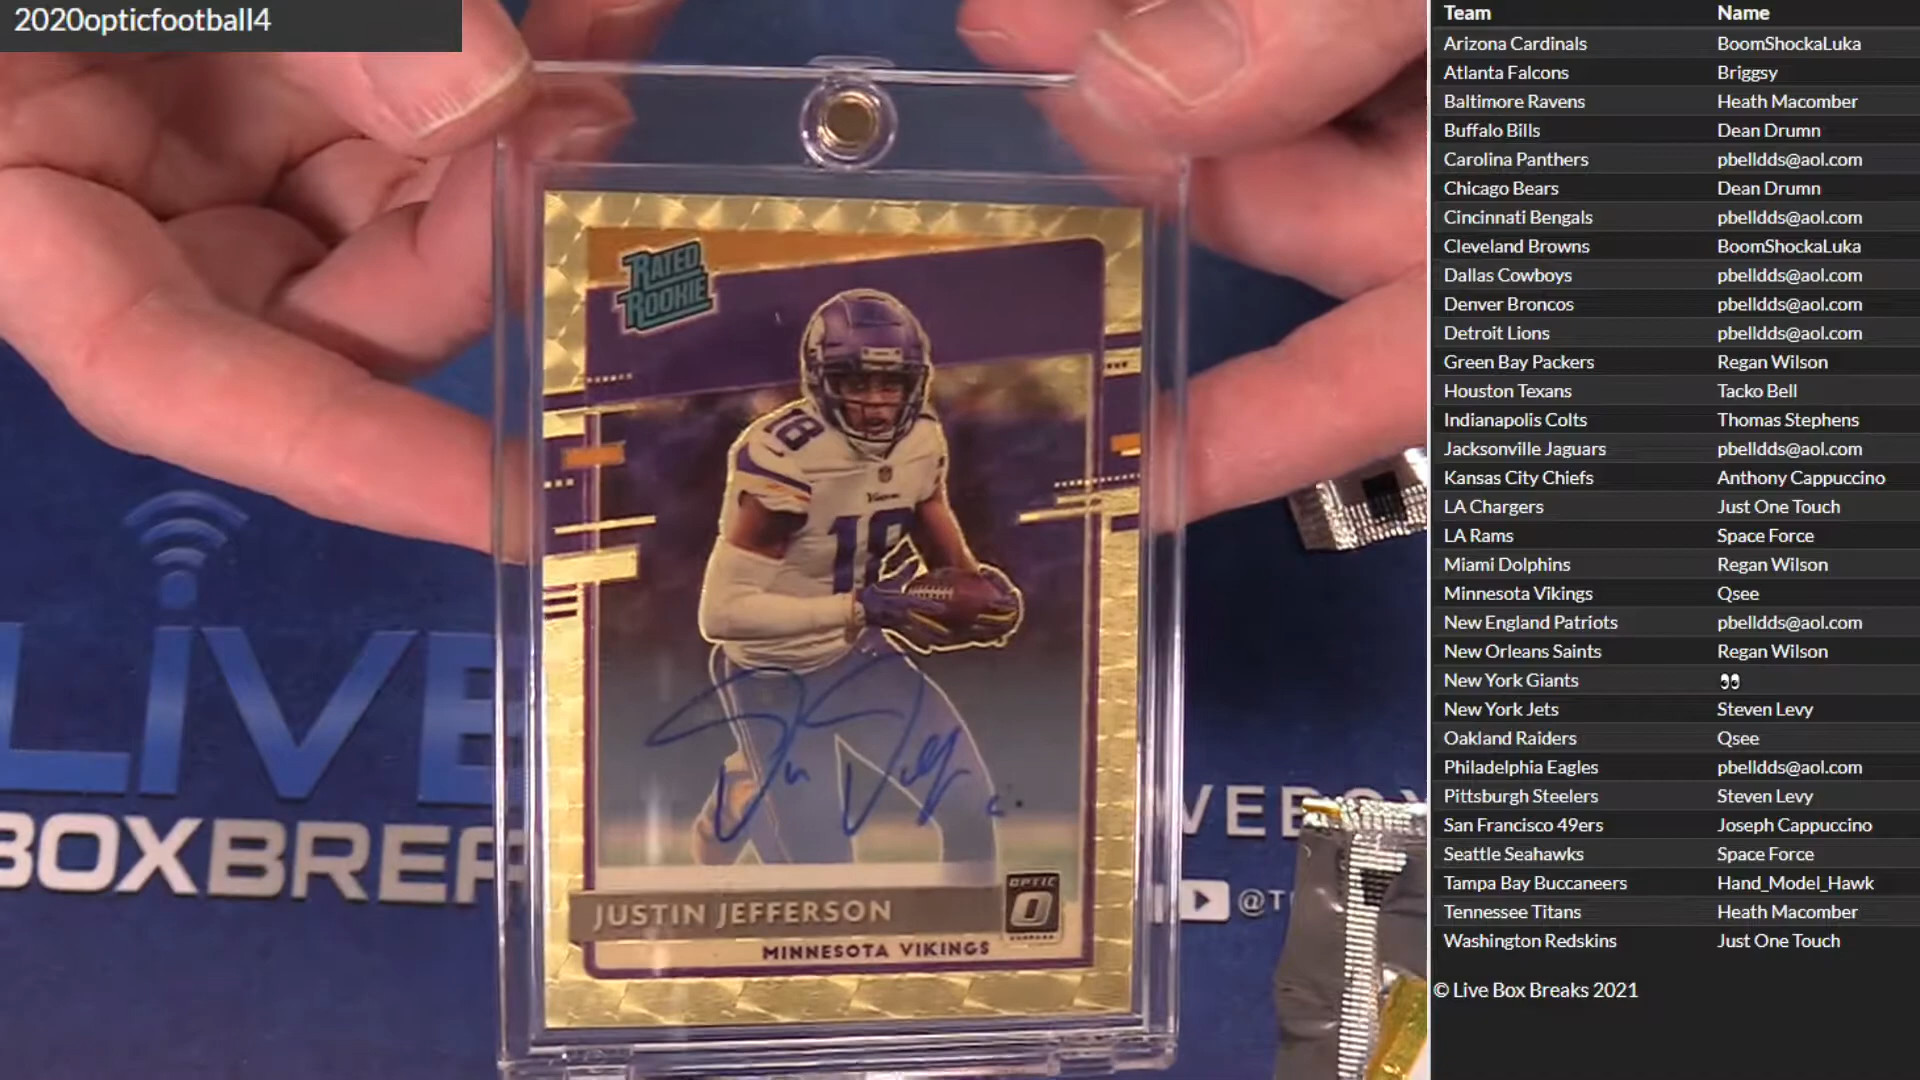 2020opticfootball4
RATED
ROOKIE
18
Vikings
18
OPTIC
O
JUSTIN JEFFERSON
MINNESOTA VIKINGS
LIVE
BOXBREA
VEBOX
@T
Team Name
Arizona Cardinals BoomShockaLuka
Atlanta Falcons Briggsy
Baltimore Ravens Heath Macomber
Buffalo Bills Dean Drumn
Carolina Panthers pbelldds@aol.com
Chicago Bears Dean Drumn
Cincinnati Bengals pbelldds@aol.com
Cleveland Browns BoomShockaLuka
Dallas Cowboys pbelldds@aol.com
Denver Broncos pbelldds@aol.com
Detroit Lions pbelldds@aol.com
Green Bay Packers Regan Wilson
Houston Texans Tacko Bell
Indianapolis Colts Thomas Stephens
Jacksonville Jaguars pbelldds@aol.com
Kansas City Chiefs Anthony Cappuccino
LA Chargers Just One Touch
LA Rams Space Force
Miami Dolphins Regan Wilson
Minnesota Vikings Qsee
New England Patriots pbelldds@aol.com
New Orleans Saints Regan Wilson
New York Giants 👀
New York Jets Steven Levy
Oakland Raiders Qsee
Philadelphia Eagles pbelldds@aol.com
Pittsburgh Steelers Steven Levy
San Francisco 49ers Joseph Cappuccino
Seattle Seahawks Space Force
Tampa Bay Buccaneers Hand_Model_Hawk
Tennessee Titans Heath Macomber
Washington Redskins Just One Touch
© Live Box Breaks 2021